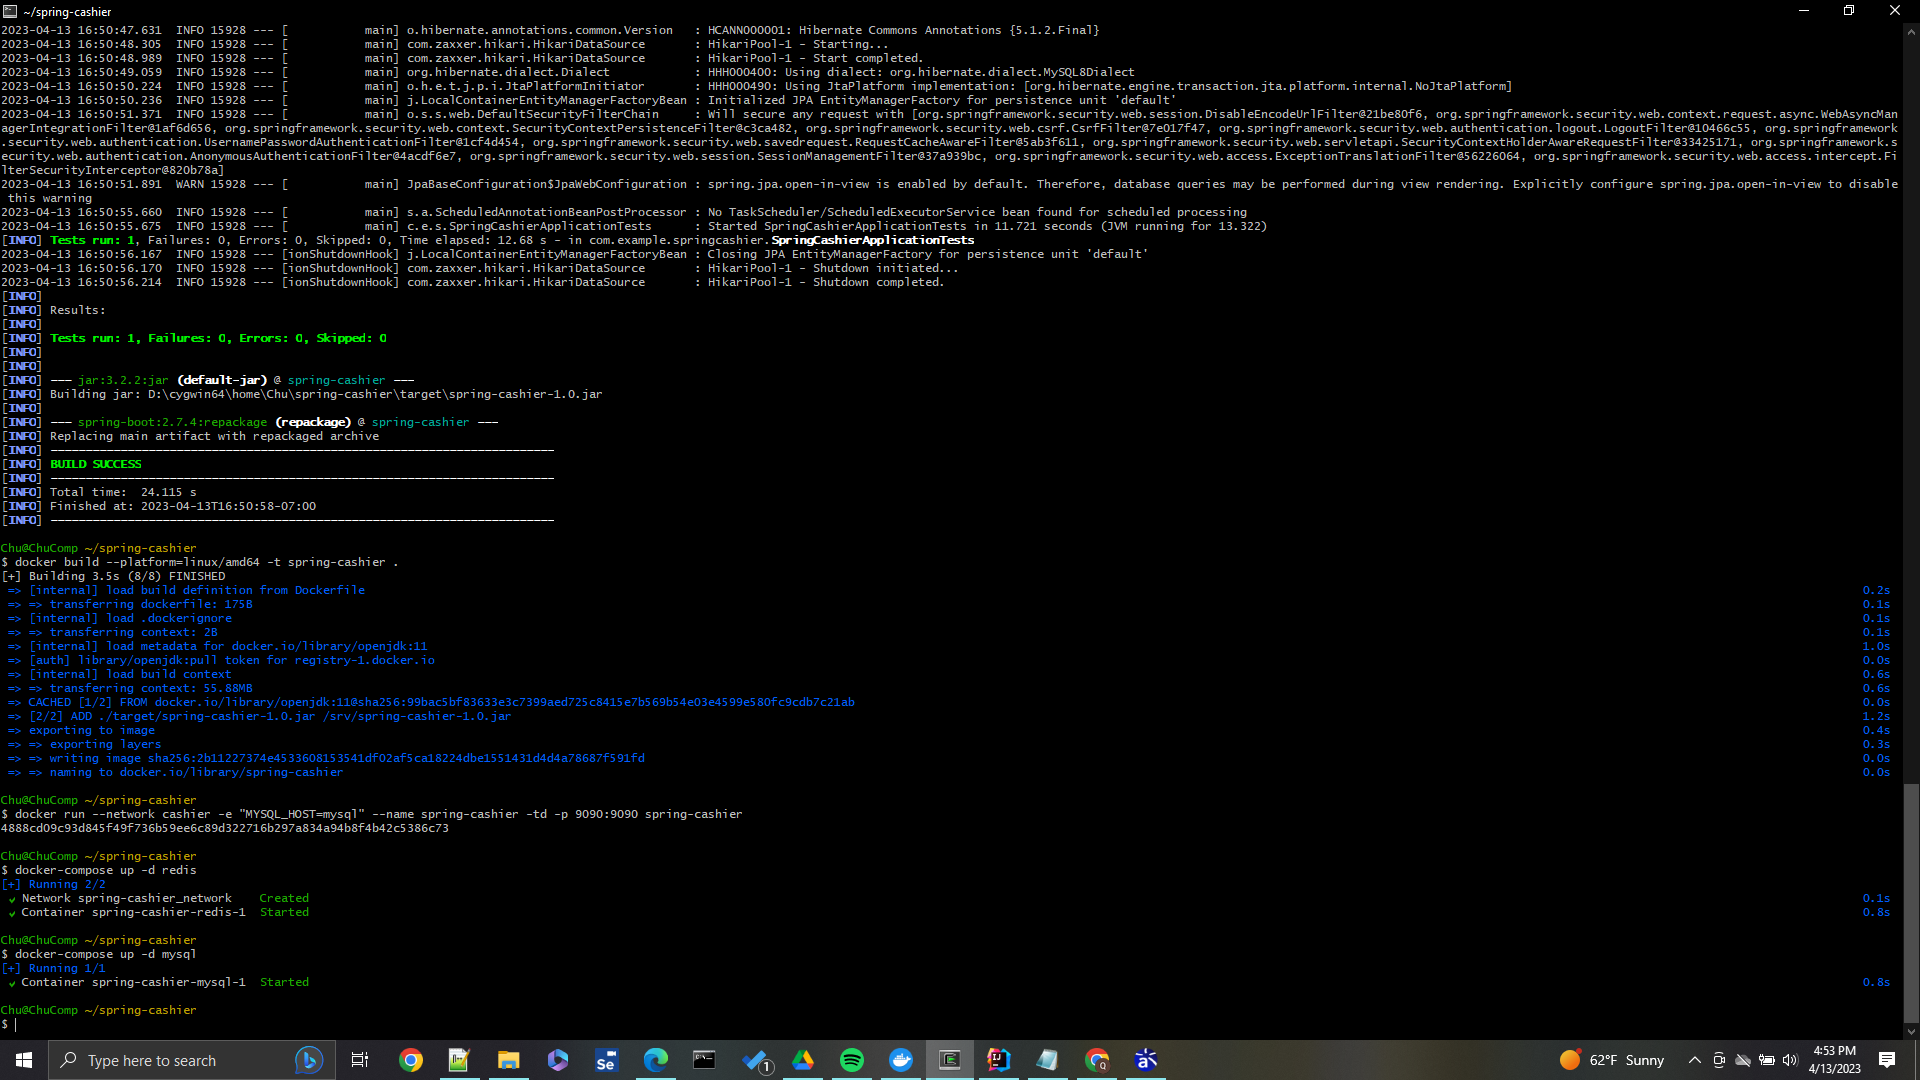 ~/spring-cashier
2023-04-13 16:50:47.631  INFO 15928 --- [           main] o.hibernate.annotations.common.Version   : HCANN000001: Hibernate Commons Annotations {5.1.2.Final}
2023-04-13 16:50:48.305  INFO 15928 --- [           main] com.zaxxer.hikari.HikariDataSource       : HikariPool-1 - Starting...
2023-04-13 16:50:48.989  INFO 15928 --- [           main] com.zaxxer.hikari.HikariDataSource       : HikariPool-1 - Start completed.
2023-04-13 16:50:49.059  INFO 15928 --- [           main] org.hibernate.dialect.Dialect            : HHH000400: Using dialect: org.hibernate.dialect.MySQL8Dialect
2023-04-13 16:50:50.224  INFO 15928 --- [           main] o.h.e.t.j.p.i.JtaPlatformInitiator       : HHH000490: Using JtaPlatform implementation: [org.hibernate.engine.transaction.jta.platform.internal.NoJtaPlatform]
2023-04-13 16:50:50.236  INFO 15928 --- [           main] j.LocalContainerEntityManagerFactoryBean : Initialized JPA EntityManagerFactory for persistence unit 'default'
2023-04-13 16:50:51.371  INFO 15928 --- [           main] o.s.s.web.DefaultSecurityFilterChain     : Will secure any request with [org.springframework.security.web.session.DisableEncodeUrlFilter@21be80f6, org.springframework.security.web.context.request.async.WebAsyncMan
agerIntegrationFilter@1af6d656, org.springframework.security.web.context.SecurityContextPersistenceFilter@c3ca482, org.springframework.security.web.csrf.CsrfFilter@7e017f47, org.springframework.security.web.authentication.logout.LogoutFilter@10466c55, org.springframework
.security.web.authentication.UsernamePasswordAuthenticationFilter@1cf4d454, org.springframework.security.web.savedrequest.RequestCacheAwareFilter@5ab3f611, org.springframework.security.web.servletapi.SecurityContextHolderAwareRequestFilter@33425171, org.springframework.s
ecurity.web.authentication.AnonymousAuthenticationFilter@4acdf6e7, org.springframework.security.web.session.SessionManagementFilter@37a939bc, org.springframework.security.web.access.ExceptionTranslationFilter@56226064, org.springframework.security.web.access.intercept.Fi
lterSecurityInterceptor@820b78a]
2023-04-13 16:50:51.891  WARN 15928 --- [           main] JpaBaseConfiguration$JpaWebConfiguration : spring.jpa.open-in-view is enabled by default. Therefore, database queries may be performed during view rendering. Explicitly configure spring.jpa.open-in-view to disable
 this warning
2023-04-13 16:50:55.660  INFO 15928 --- [           main] s.a.ScheduledAnnotationBeanPostProcessor : No TaskScheduler/ScheduledExecutorService bean found for scheduled processing
2023-04-13 16:50:55.675  INFO 15928 --- [           main] c.e.s.SpringCashierApplicationTests      : Started SpringCashierApplicationTests in 11.721 seconds (JVM running for 13.322)
[INFO] Tests run: 1, Failures: 0, Errors: 0, Skipped: 0, Time elapsed: 12.68 s - in com.example.springcashier.SpringCashierApplicationTests
2023-04-13 16:50:56.167  INFO 15928 --- [ionShutdownHook] j.LocalContainerEntityManagerFactoryBean : Closing JPA EntityManagerFactory for persistence unit 'default'
2023-04-13 16:50:56.170  INFO 15928 --- [ionShutdownHook] com.zaxxer.hikari.HikariDataSource       : HikariPool-1 - Shutdown initiated...
2023-04-13 16:50:56.214  INFO 15928 --- [ionShutdownHook] com.zaxxer.hikari.HikariDataSource       : HikariPool-1 - Shutdown completed.
[INFO]
[INFO] Results:
[INFO]
[INFO] Tests run: 1, Failures: 0, Errors: 0, Skipped: 0
[INFO]
[INFO]
[INFO] --- jar:3.2.2:jar (default-jar) @ spring-cashier ---
[INFO] Building jar: D:\cygwin64\home\Chu\spring-cashier\target\spring-cashier-1.0.jar
[INFO]
[INFO] --- spring-boot:2.7.4:repackage (repackage) @ spring-cashier ---
[INFO] Replacing main artifact with repackaged archive
[INFO] ------------------------------------------------------------------------
[INFO] BUILD SUCCESS
[INFO] ------------------------------------------------------------------------
[INFO] Total time:  24.115 s
[INFO] Finished at: 2023-04-13T16:50:58-07:00
[INFO] ------------------------------------------------------------------------
Chu@ChuComp ~/spring-cashier
$ docker build --platform=linux/amd64 -t spring-cashier .
[+] Building 3.5s (8/8) FINISHED
 => [internal] load build definition from Dockerfile 0.2s
 => => transferring dockerfile: 175B 0.1s
 => [internal] load .dockerignore 0.1s
 => => transferring context: 2B 0.1s
 => [internal] load metadata for docker.io/library/openjdk:11 1.0s
 => [auth] library/openjdk:pull token for registry-1.docker.io 0.0s
 => [internal] load build context 0.6s
 => => transferring context: 55.88MB 0.6s
 => CACHED [1/2] FROM docker.io/library/openjdk:11@sha256:99bac5bf83633e3c7399aed725c8415e7b569b54e03e4599e580fc9cdb7c21ab 0.0s
 => [2/2] ADD ./target/spring-cashier-1.0.jar /srv/spring-cashier-1.0.jar 1.2s
 => exporting to image 0.4s
 => => exporting layers 0.3s
 => => writing image sha256:2b11227374e4533608153541df02af5ca18224dbe1551431d4d4a78687f591fd 0.0s
 => => naming to docker.io/library/spring-cashier 0.0s
Chu@ChuComp ~/spring-cashier
$ docker run --network cashier -e "MYSQL_HOST=mysql" --name spring-cashier -td -p 9090:9090 spring-cashier
4888cd09c93d845f49f736b59ee6c89d322716b297a834a94b8f4b42c5386c73
Chu@ChuComp ~/spring-cashier
$ docker-compose up -d redis
[+] Running 2/2
 ✔ Network spring-cashier_network    Created 0.1s
 ✔ Container spring-cashier-redis-1  Started 0.8s
Chu@ChuComp ~/spring-cashier
$ docker-compose up -d mysql
[+] Running 1/1
 ✔ Container spring-cashier-mysql-1  Started 0.8s
Chu@ChuComp ~/spring-cashier
$
Type here to search
Se
1
IJ
Q
62°F Sunny
4:53 PM
4/13/2023